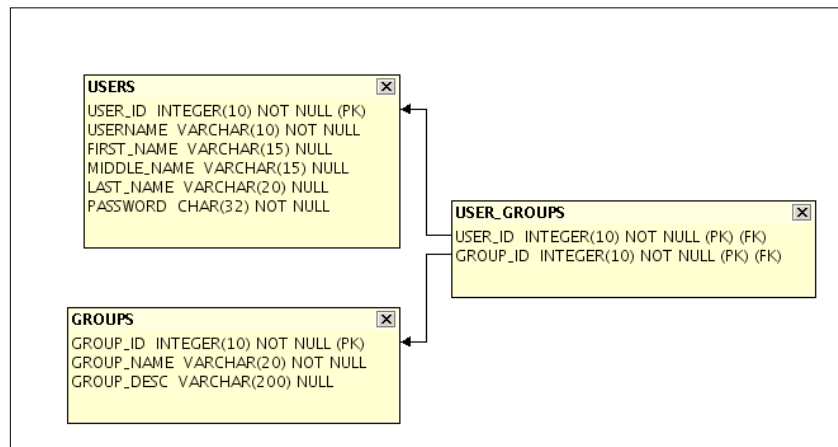 USERS
USER_ID INTEGER(10) NOT NULL (PK)
USERNAME VARCHAR(10) NOT NULL
FIRST_NAME VARCHAR(15) NULL
MIDDLE_NAME VARCHAR(15) NULL
LAST_NAME VARCHAR(20) NULL
PASSWORD CHAR(32) NOT NULL
USER_GROUPS
USER_ID INTEGER(10) NOT NULL (PK) (FK)
GROUP_ID INTEGER(10) NOT NULL (PK) (FK)
GROUPS
GROUP_ID INTEGER(10) NOT NULL (PK)
GROUP_NAME VARCHAR(20) NOT NULL
GROUP_DESC VARCHAR(200) NULL